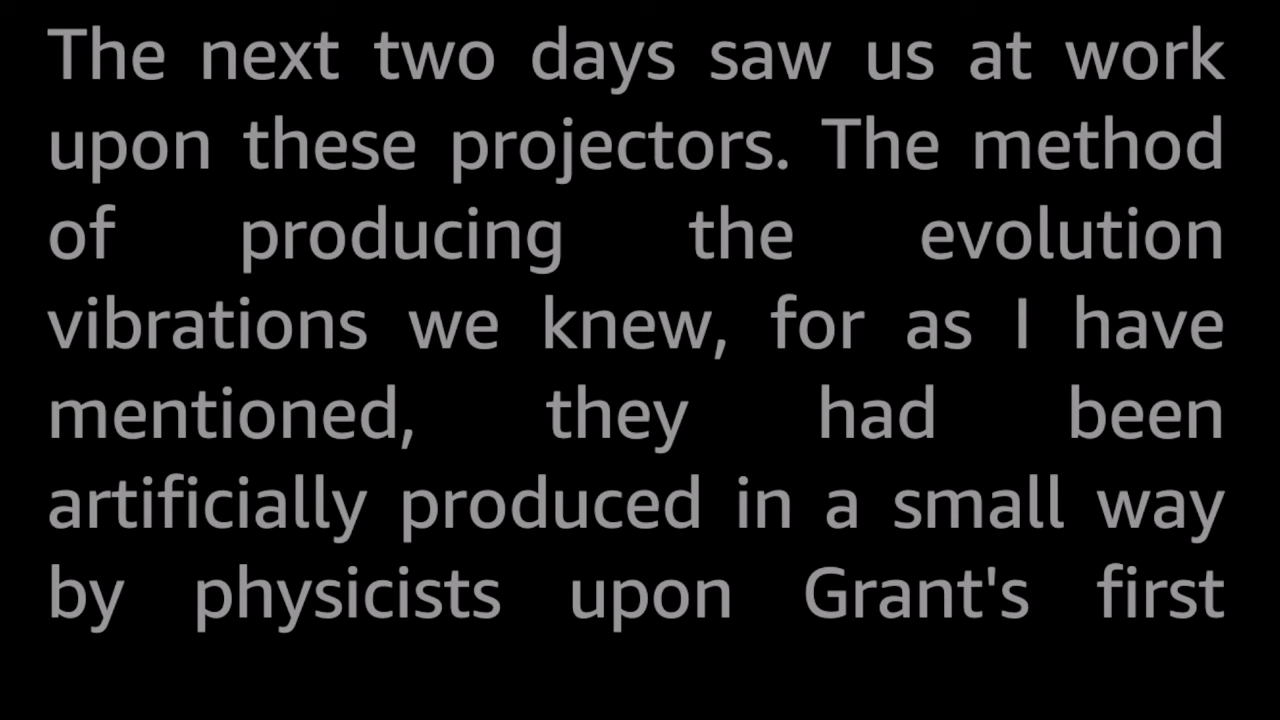 The next two days saw us at work
upon these projectors. The method
of producing the evolution
vibrations we knew, for as I have
mentioned, they had been
artificially produced in a small way
by physicists upon Grant's first